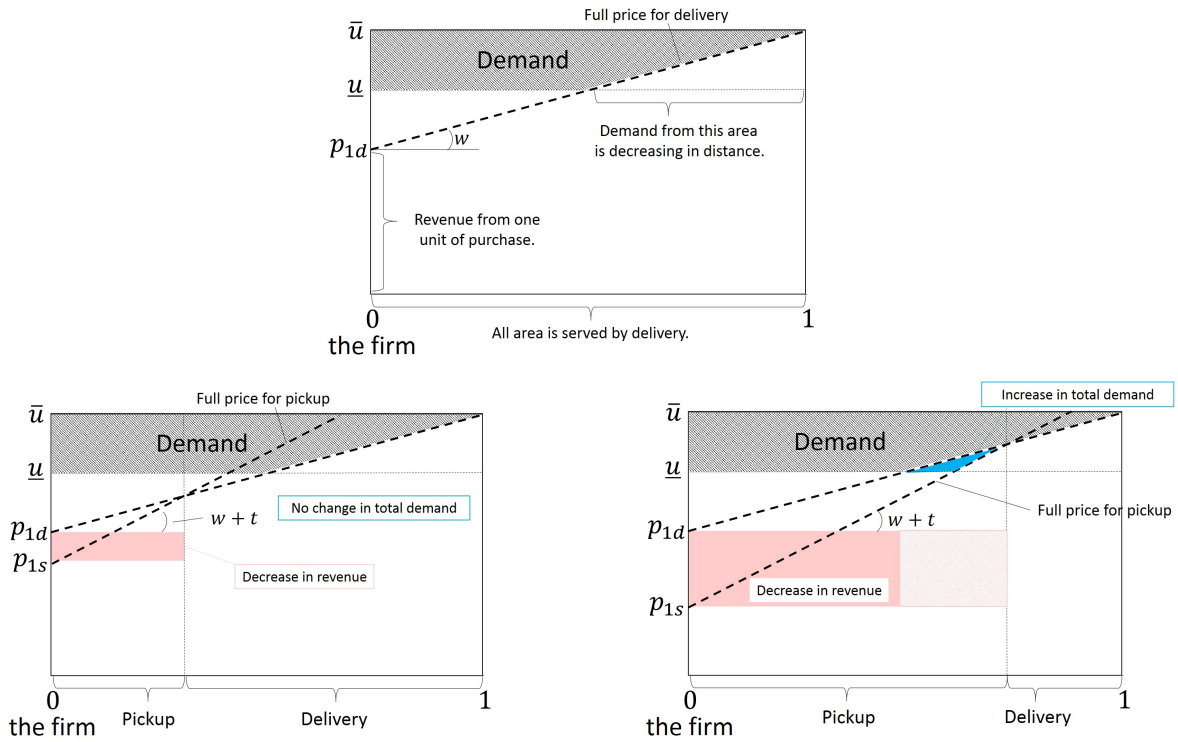 Full price for delivery
u̅
Demand
u̲
Demand from this area
is decreasing in distance.
w
p₁d
Revenue from one
unit of purchase.
0
1
All area is served by delivery.
the firm
Full price for pickup
u̅
Demand
u̲
No change in total demand
w + t
p₁d
p₁s
Decrease in revenue
0
1
Pickup
Delivery
the firm
Increase in total demand
u̅
Demand
u̲
Full price for pickup
w + t
p₁d
Decrease in revenue
p₁s
0
1
Pickup
Delivery
the firm